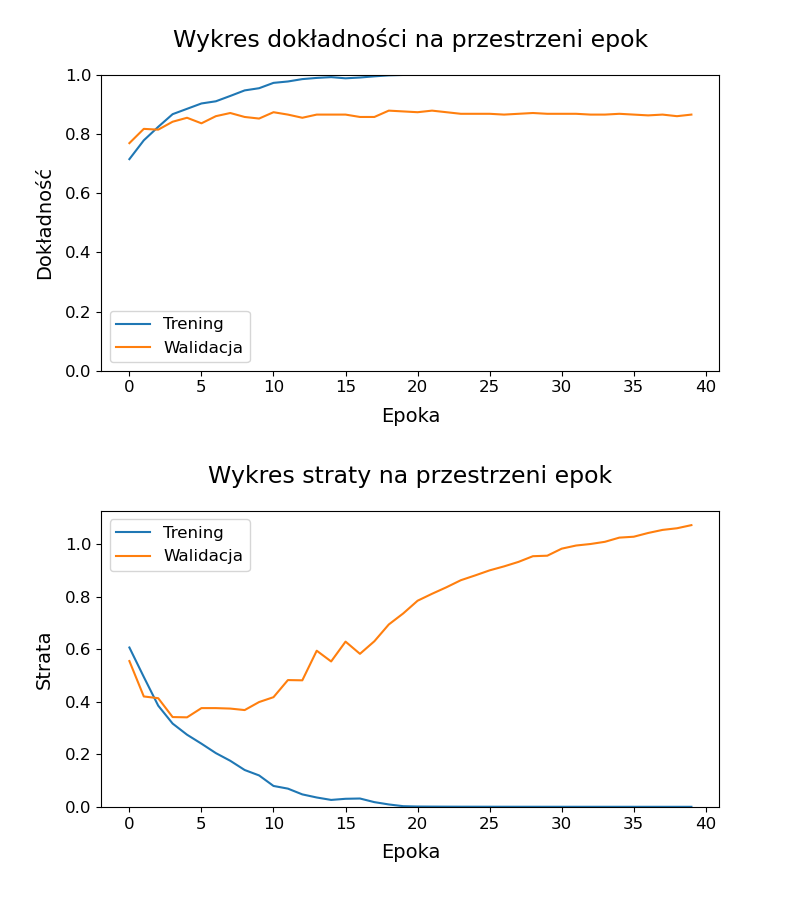 Wykres dokładności na przestrzeni epok
1.0
0.8
0.6
0.4
0.2
0.0
Dokładność
Trening
Walidacja
0 5 10 15 20 25 30 35 40
Epoka
Wykres straty na przestrzeni epok
1.0
0.8
0.6
0.4
0.2
0.0
Strata
Trening
Walidacja
0 5 10 15 20 25 30 35 40
Epoka